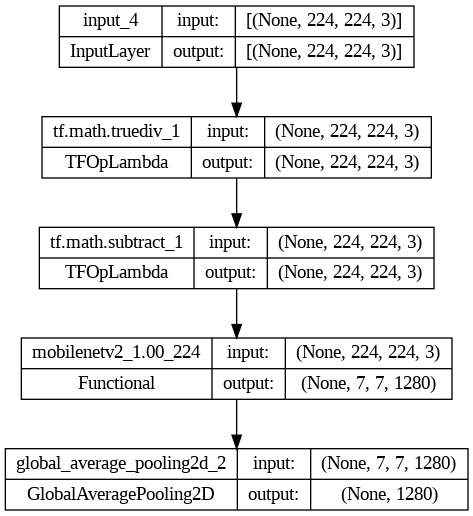 input_4 input: [(None, 224, 224, 3)]
InputLayer output: [(None, 224, 224, 3)]
tf.math.truediv_1 input: (None, 224, 224, 3)
TFOpLambda output: (None, 224, 224, 3)
tf.math.subtract_1 input: (None, 224, 224, 3)
TFOpLambda output: (None, 224, 224, 3)
mobilenetv2_1.00_224 input: (None, 224, 224, 3)
Functional output: (None, 7, 7, 1280)
global_average_pooling2d_2 input: (None, 7, 7, 1280)
GlobalAveragePooling2D output: (None, 1280)